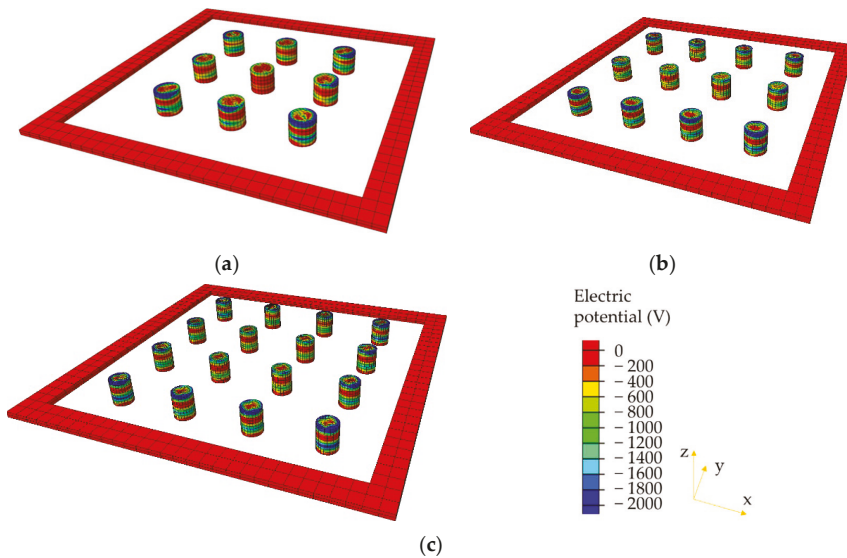 (a)
(b)
Electric
potential (V)
0
− 200
− 400
− 600
− 800
− 1000
− 1200
− 1400
− 1600
− 1800
− 2000
z
y
x
(c)